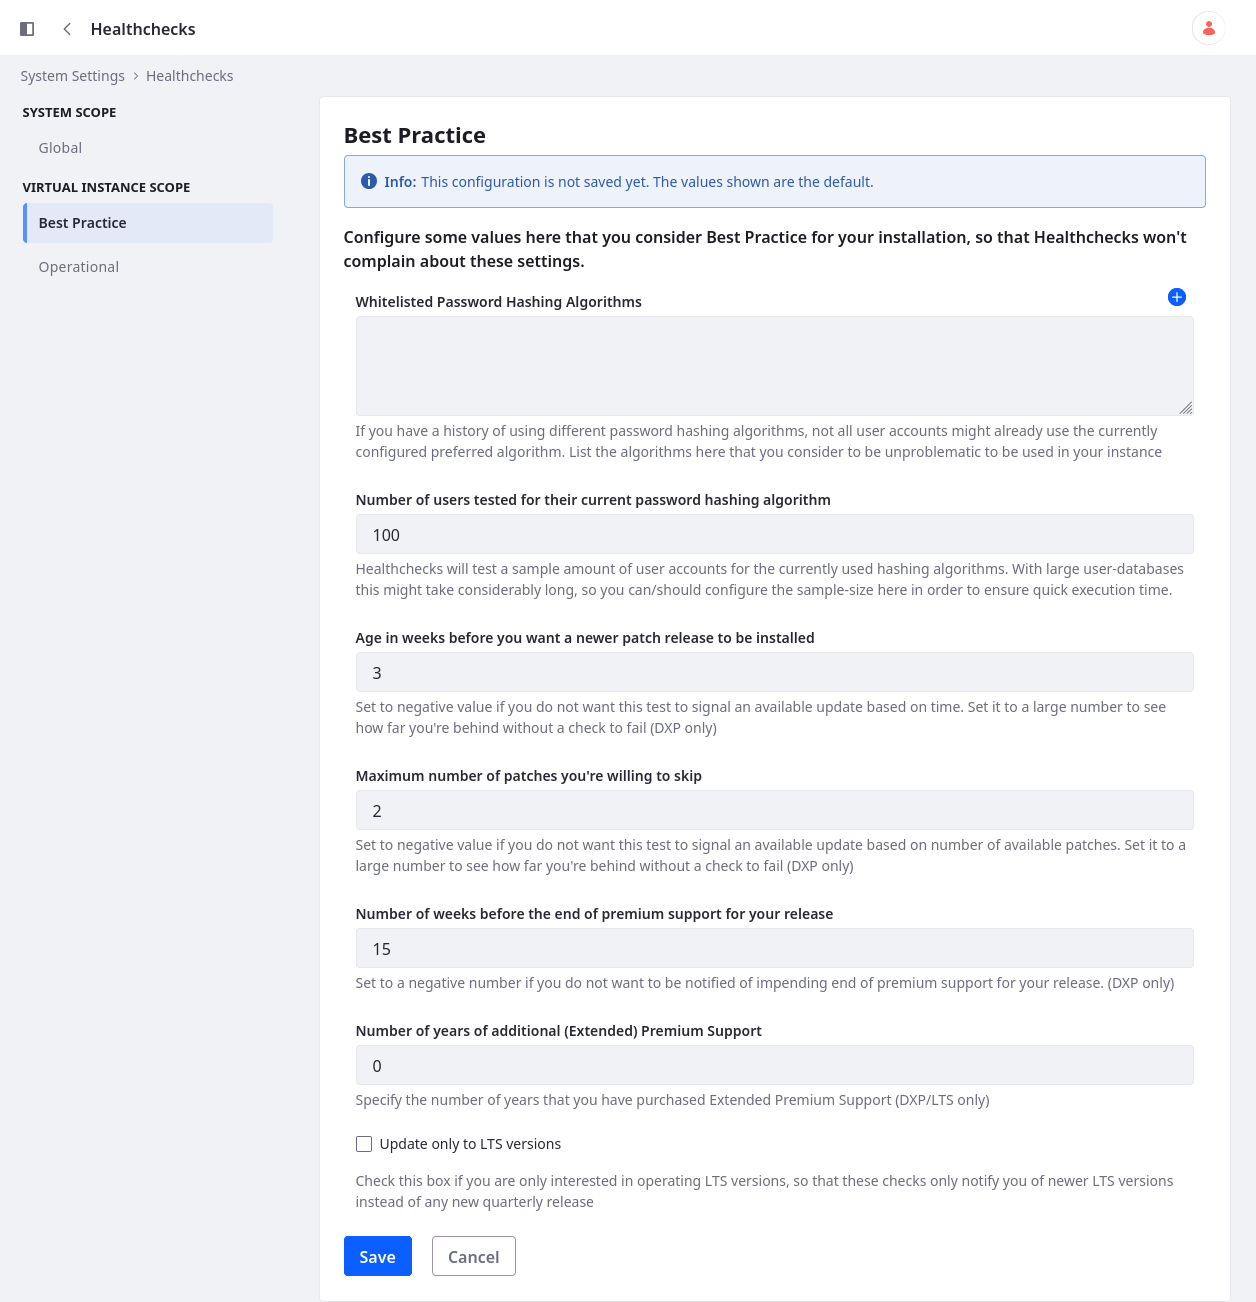 Healthchecks
System Settings > Healthchecks
SYSTEM SCOPE
Global
VIRTUAL INSTANCE SCOPE
Best Practice
Operational
Best Practice
Info: This configuration is not saved yet. The values shown are the default.
Configure some values here that you consider Best Practice for your installation, so that Healthchecks won't
complain about these settings.
Whitelisted Password Hashing Algorithms
If you have a history of using different password hashing algorithms, not all user accounts might already use the currently
configured preferred algorithm. List the algorithms here that you consider to be unproblematic to be used in your instance
Number of users tested for their current password hashing algorithm
100
Healthchecks will test a sample amount of user accounts for the currently used hashing algorithms. With large user-databases
this might take considerably long, so you can/should configure the sample-size here in order to ensure quick execution time.
Age in weeks before you want a newer patch release to be installed
3
Set to negative value if you do not want this test to signal an available update based on time. Set it to a large number to see
how far you're behind without a check to fail (DXP only)
Maximum number of patches you're willing to skip
2
Set to negative value if you do not want this test to signal an available update based on number of available patches. Set it to a
large number to see how far you're behind without a check to fail (DXP only)
Number of weeks before the end of premium support for your release
15
Set to a negative number if you do not want to be notified of impending end of premium support for your release. (DXP only)
Number of years of additional (Extended) Premium Support
0
Specify the number of years that you have purchased Extended Premium Support (DXP/LTS only)
Update only to LTS versions
Check this box if you are only interested in operating LTS versions, so that these checks only notify you of newer LTS versions
instead of any new quarterly release
Save
Cancel